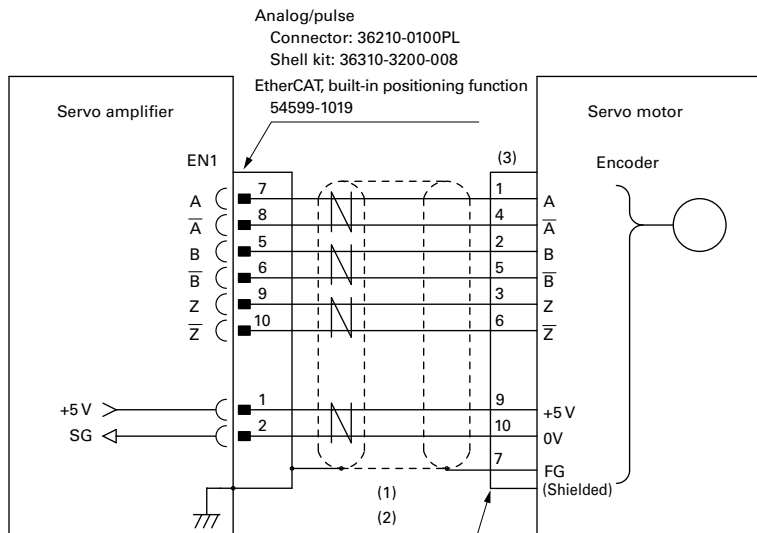 Analog/pulse
Connector: 36210-0100PL
Shell kit: 36310-3200-008
EtherCAT, built-in positioning function
54599-1019
Servo amplifier
Servo motor
EN1
(3)
Encoder
A 7 1 A
A̅ 8 4 A̅
B 5 2 B
B̅ 6 5 B̅
Z 9 3 Z
Z̅ 10 6 Z̅
+5 V 1 9 +5 V
SG 2 10 0V
7 FG
(Shielded)
(1)
(2)